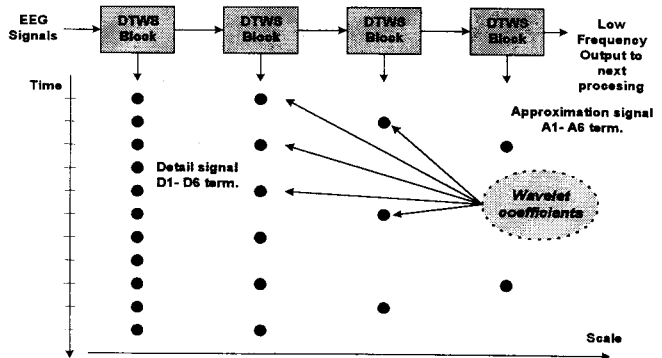 EEG
Signals
DTWS
Block
DTWS
Block
DTWS
Block
DTWS
Block
Low
Frequency
Output to
next
procesing
Time
Approximation signal
A1- A6 term.
Detail signal
D1- D6 term.
Wavelet
coefficients
Scale